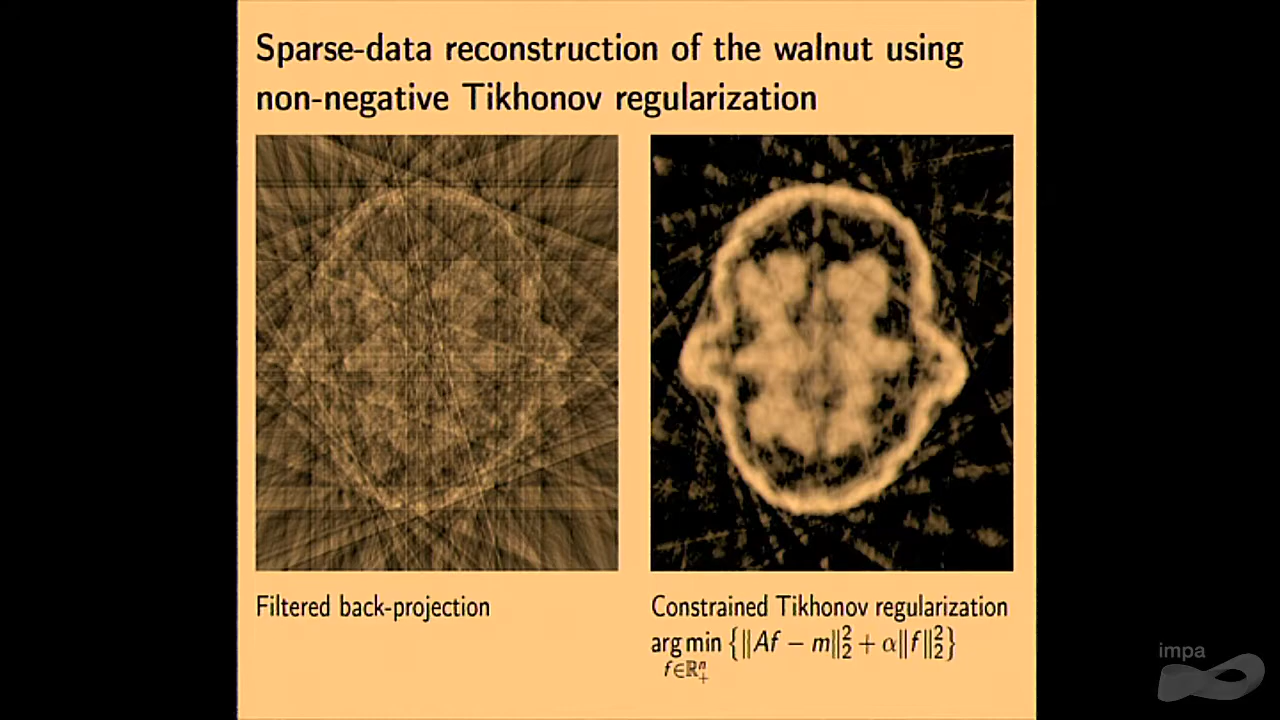 Sparse-data reconstruction of the walnut using
non-negative Tikhonov regularization
Filtered back-projection
Constrained Tikhonov regularization
arg min {‖Af − m‖₂² + α‖f‖₂²}
f∈ℝ₊ⁿ
impa